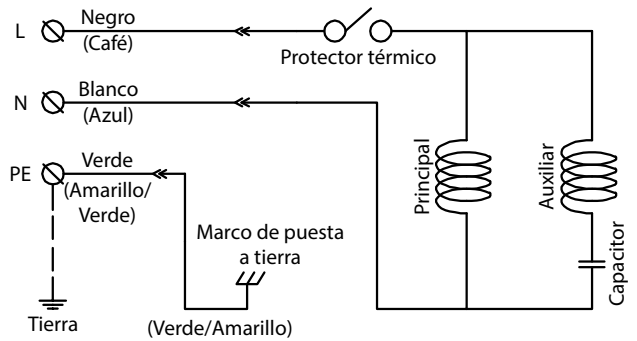 L
Negro
(Café)
Protector térmico
N
Blanco
(Azul)
PE
Verde
(Amarillo/
Verde)
Tierra
Marco de puesta
a tierra
(Verde/Amarillo)
Principal
Auxiliar
Capacitor